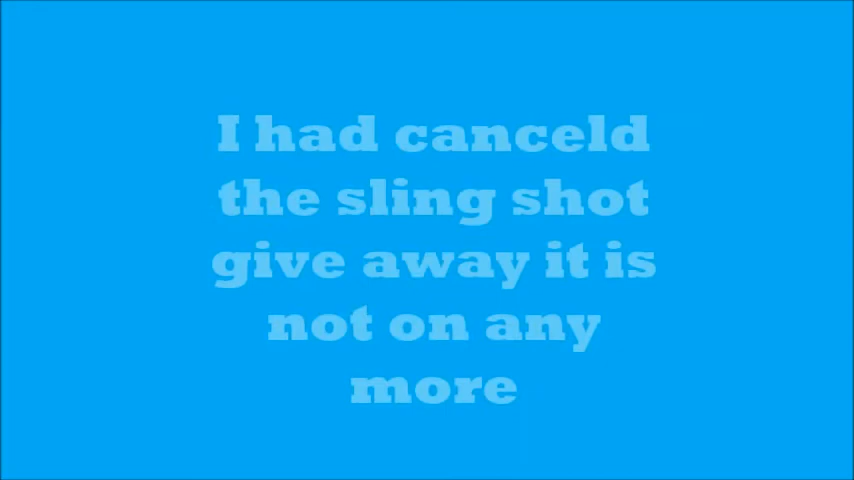 I had canceld
the sling shot
give away it is
not on any
more